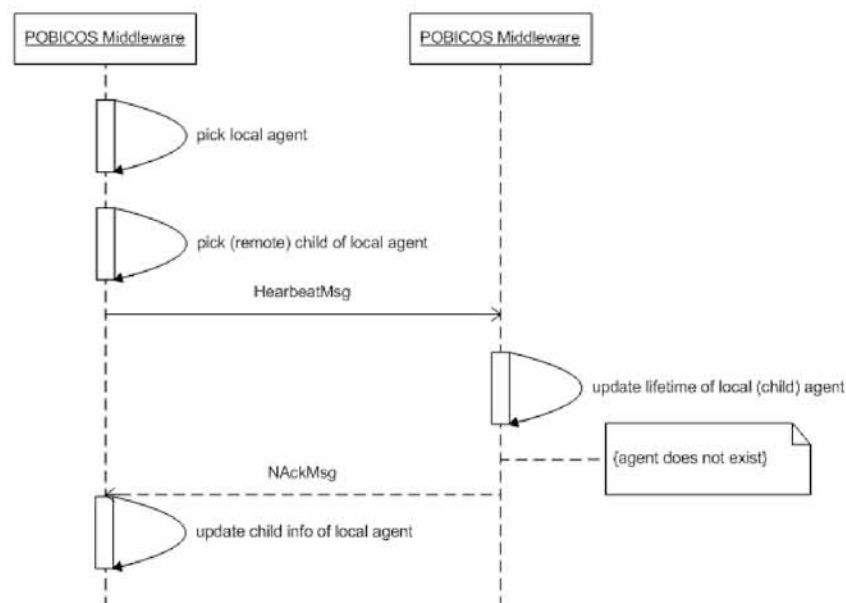 POBICOS Middleware
POBICOS Middleware
pick local agent
pick (remote) child of local agent
HearbeatMsg
update lifetime of local (child) agent
{agent does not exist}
NAckMsg
update child info of local agent